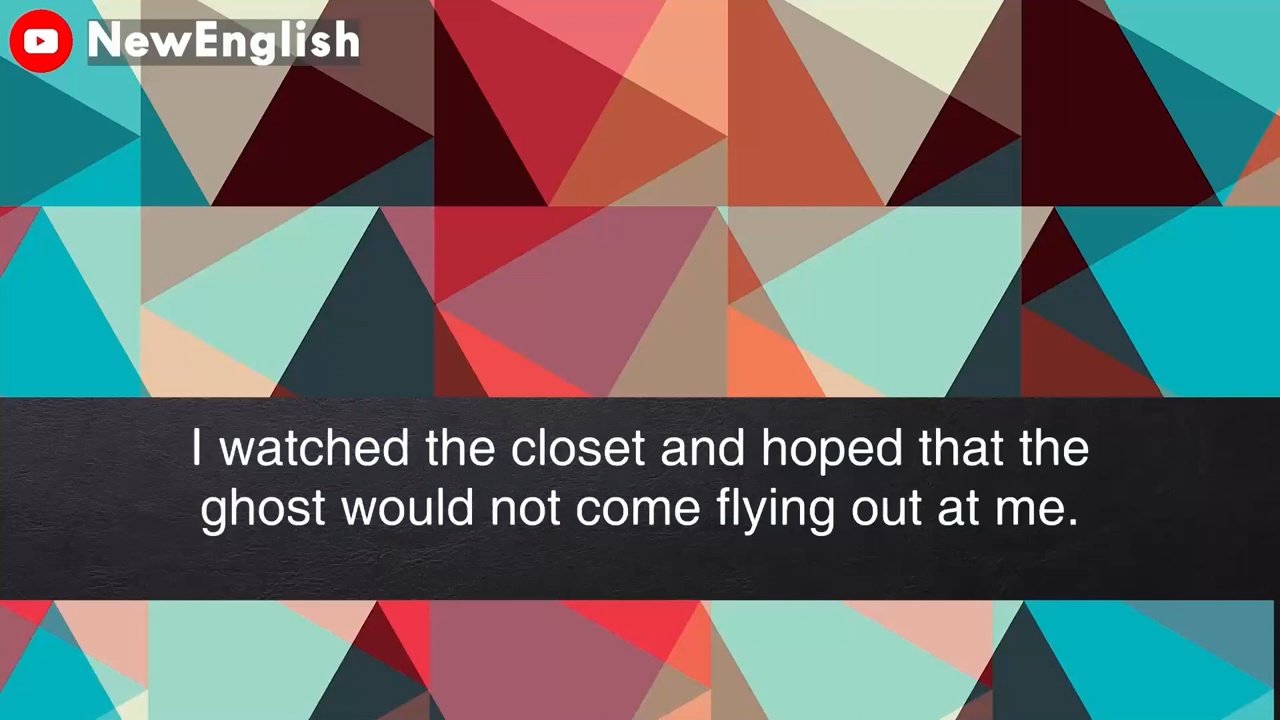 NewEnglish
I watched the closet and hoped that the
ghost would not come flying out at me.